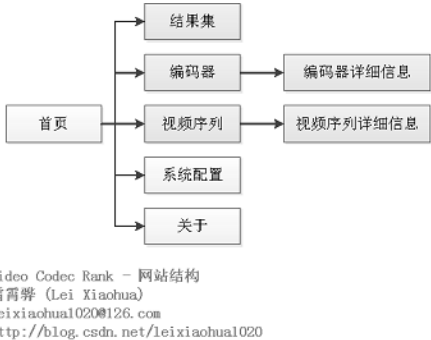 结果集
编码器
编码器详细信息
首页
视频序列
视频序列详细信息
系统配置
关于
ideo Codec Rank - 网站结构
霄骅 (Lei Xiaohua)
eixiaohua1020@126.com
ttp://blog.csdn.net/leixiaohua1020